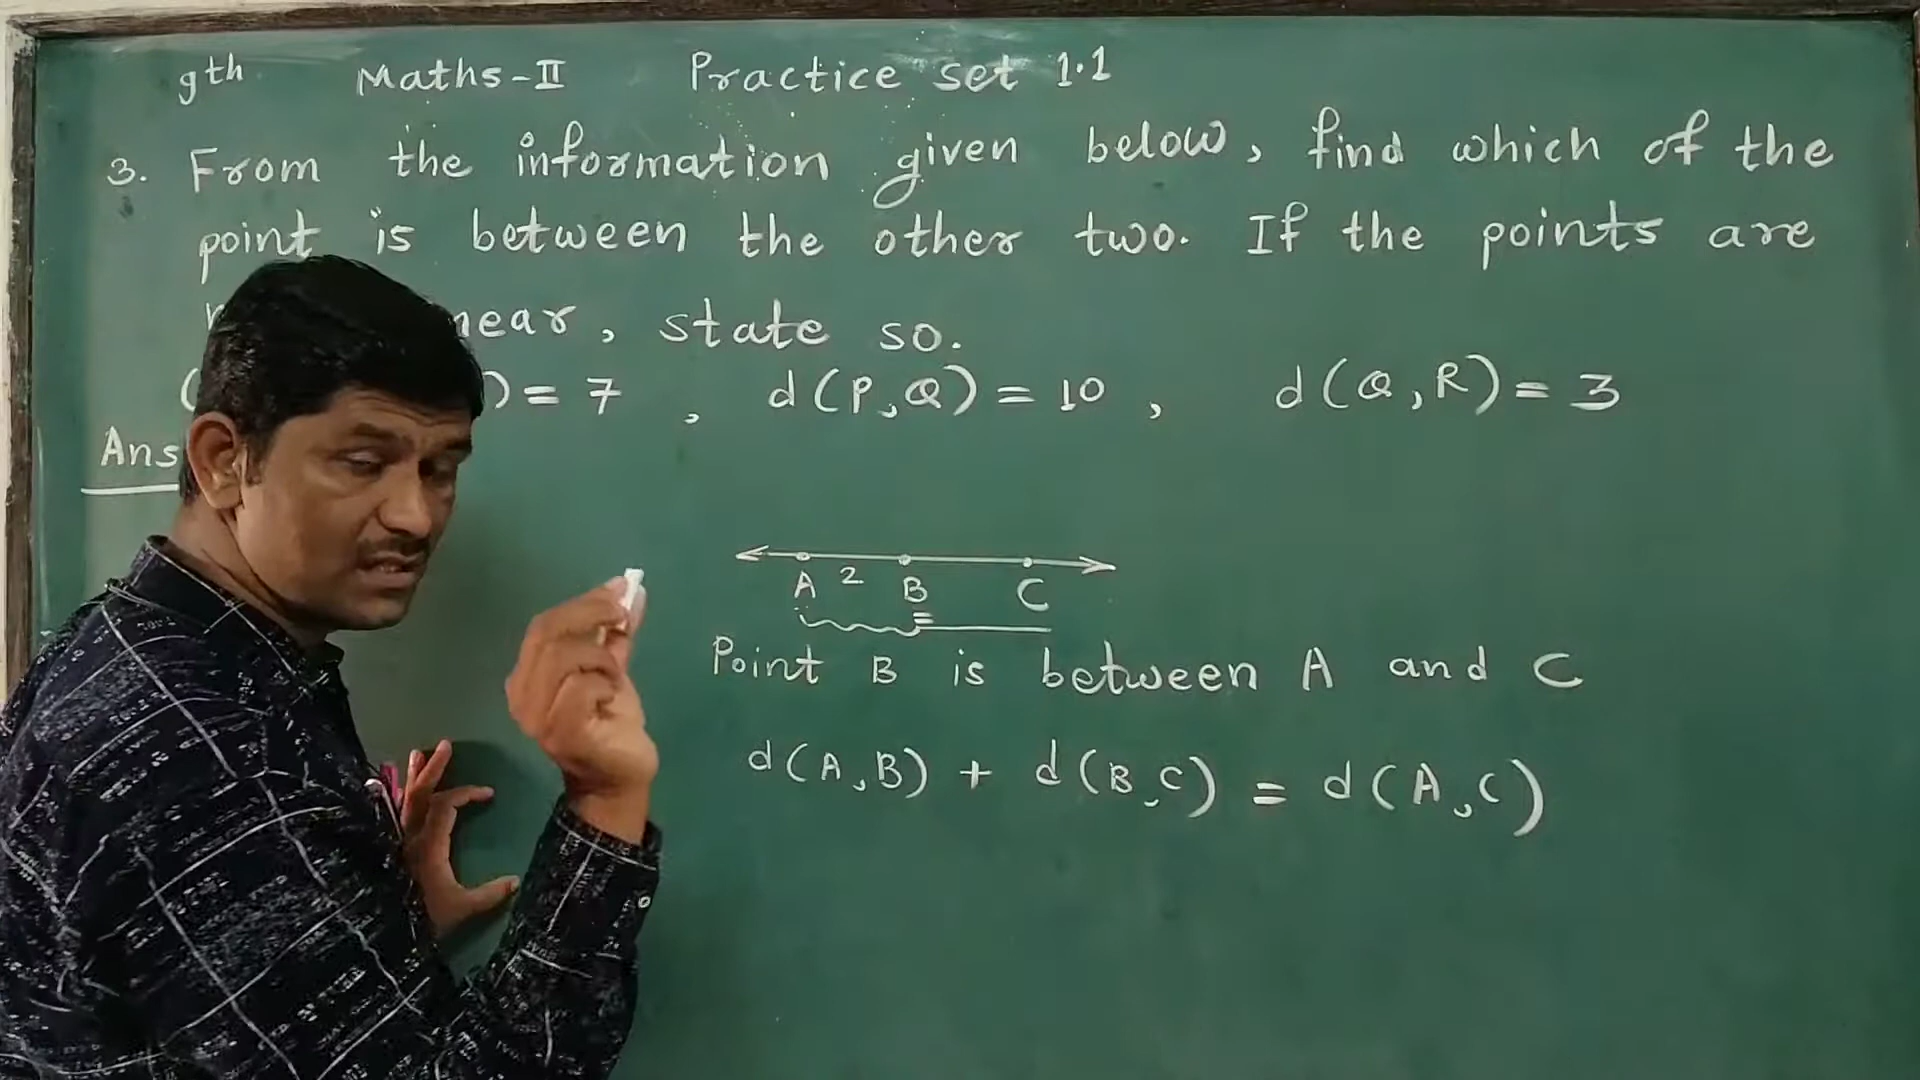 9th Maths-II Practice set 1.1
3. From the information given below, find which of the
point is between the other two. If the points are
near, state so.
( ) = 7 , d(P,Q) = 10 , d(Q,R) = 3
Ans
A 2 B C
Point B is between A and C
d(A,B) + d(B,C) = d(A,C)